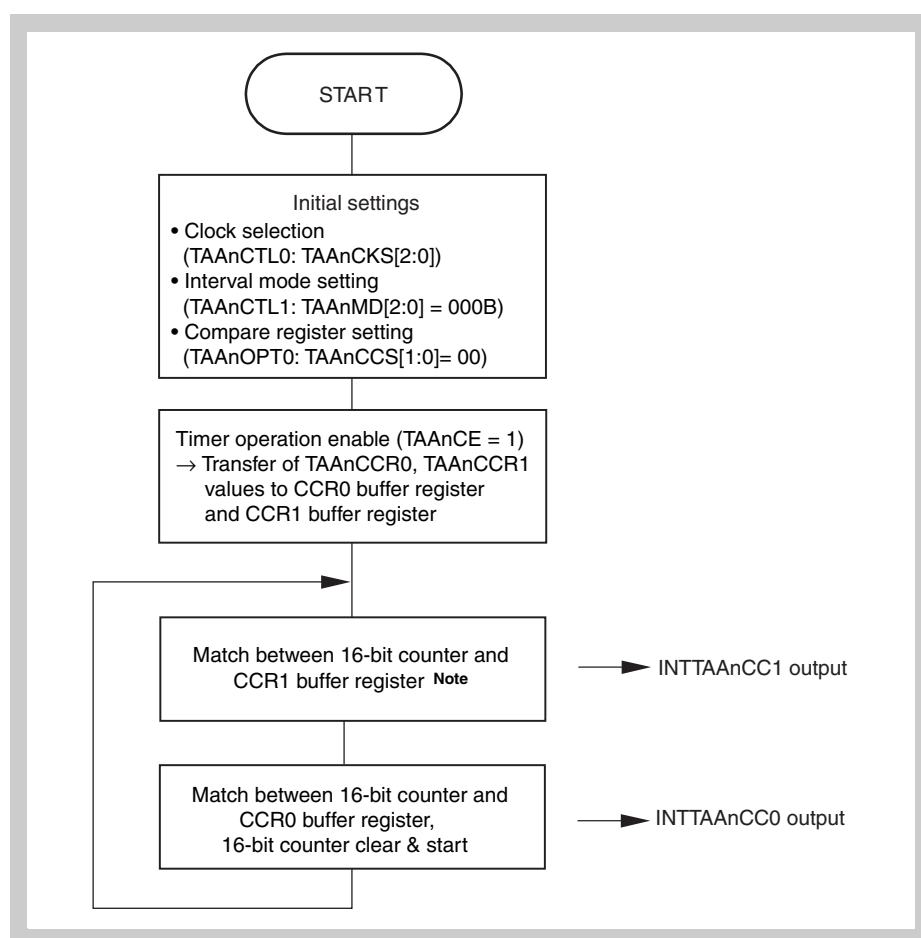 START
Initial settings
• Clock selection
(TAAnCTL0: TAAnCKS[2:0])
• Interval mode setting
(TAAnCTL1: TAAnMD[2:0] = 000B)
• Compare register setting
(TAAnOPT0: TAAnCCS[1:0]= 00)
Timer operation enable (TAAnCE = 1)
→ Transfer of TAAnCCR0, TAAnCCR1
values to CCR0 buffer register
and CCR1 buffer register
Match between 16-bit counter and
CCR1 buffer register Note
INTTAAnCC1 output
Match between 16-bit counter and
CCR0 buffer register,
16-bit counter clear & start
INTTAAnCC0 output